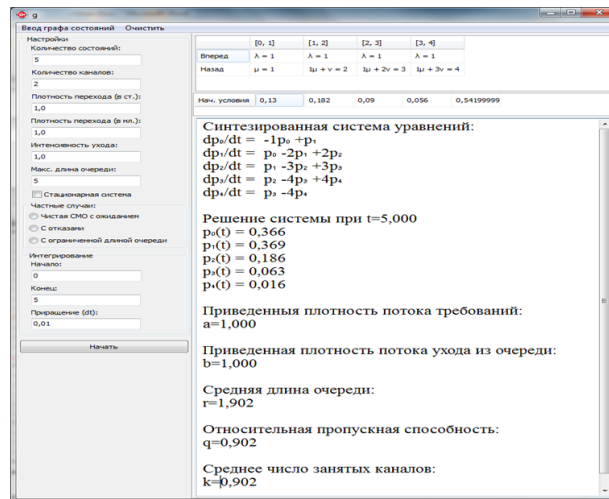 g
Ввод графа состояний Очистить
Настройки
Количество состояний:
5
Количество каналов:
2
Плотность перехода (в ст.):
1,0
Плотность перехода (в мл.):
1,0
Интенсивность ухода:
1,0
Макс. длина очереди:
5
Стационарная система
Частные случаи:
Чистая СМО с ожиданием
С отказами
С ограниченной длиной очереди
Интегрирование
Начало:
0
Конец:
5
Приращение (dt):
0,01
Начать
[0, 1] [1, 2] [2, 3] [3, 4]
Вперед λ = 1 λ = 1 λ = 1 λ = 1
Назад μ = 1 1μ + ν = 2 1μ + 2ν = 3 1μ + 3ν = 4
Нач. условия 0,13 0,182 0,09 0,056 0,54199999
Синтезированная система уравнений:
dp₀/dt = -1p₀ +p₁
dp₁/dt = p₀ -2p₁ +2p₂
dp₂/dt = p₁ -3p₂ +3p₃
dp₃/dt = p₂ -4p₃ +4p₄
dp₄/dt = p₃ -4p₄
Решение системы при t=5,000
p₀(t) = 0,366
p₁(t) = 0,369
p₂(t) = 0,186
p₃(t) = 0,063
p₄(t) = 0,016
Приведенныя плотность потока требований:
a=1,000
Приведенная плотность потока ухода из очереди:
b=1,000
Средняя длина очереди:
r=1,902
Относительная пропускная способность:
q=0,902
Среднее число занятых каналов:
k=0,902